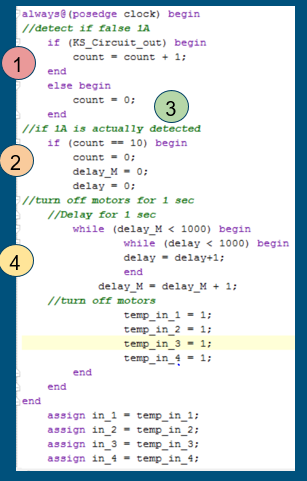 always@(posedge clock) begin
//detect if false 1A
if (KS_Circuit_out) begin
1
count = count + 1;
end
else begin
count = 0;
3
end
//if 1A is actually detected
if (count == 10) begin
2
count = 0;
delay_M = 0;
delay = 0;
//turn off motors for 1 sec
//Delay for 1 sec
while (delay_M < 1000) begin
while (delay < 1000) begin
4
delay = delay+1;
end
delay_M = delay_M + 1;
//turn off motors
temp_in_1 = 1;
temp_in_2 = 1;
temp_in_3 = 1;
temp_in_4 = 1;
end
end
end
assign in_1 = temp_in_1;
assign in_2 = temp_in_2;
assign in_3 = temp_in_3;
assign in_4 = temp_in_4;